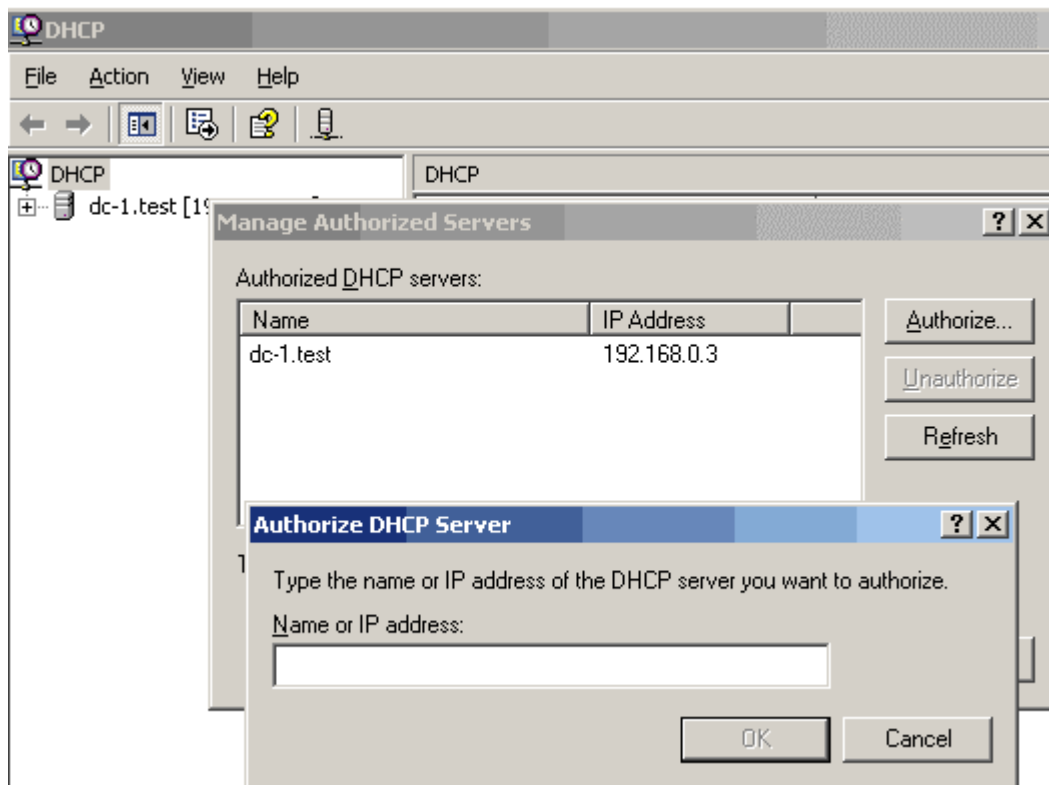 DHCP
File Action View Help
DHCP
DHCP
dc-1.test [19
Manage Authorized Servers
Authorized DHCP servers:
Name IP Address
dc-1.test 192.168.0.3
Authorize...
Unauthorize
Refresh
Authorize DHCP Server
Type the name or IP address of the DHCP server you want to authorize.
Name or IP address:
OK Cancel